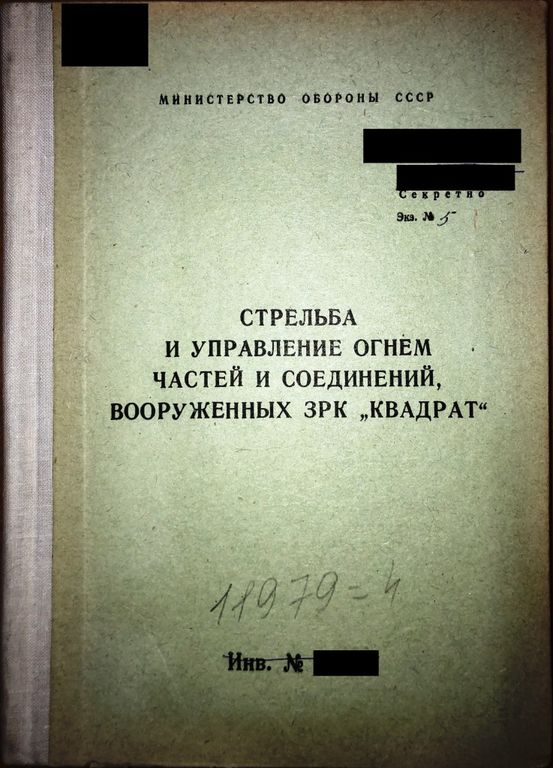 МИНИСТЕРСТВО ОБОРОНЫ СССР
Секретно
Экз. № 5
СТРЕЛЬБА
И УПРАВЛЕНИЕ ОГНЕМ
ЧАСТЕЙ И СОЕДИНЕНИЙ,
ВООРУЖЕННЫХ ЗРК „КВАДРАТ“
11979=4
Инв. №